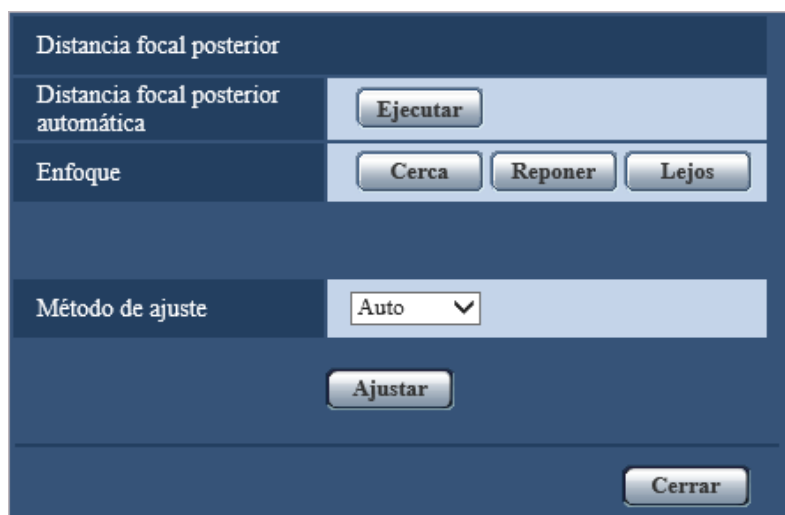 Distancia focal posterior
Distancia focal posterior
automática
Ejecutar
Enfoque
Cerca Reponer Lejos
Método de ajuste
Auto
Ajustar
Cerrar